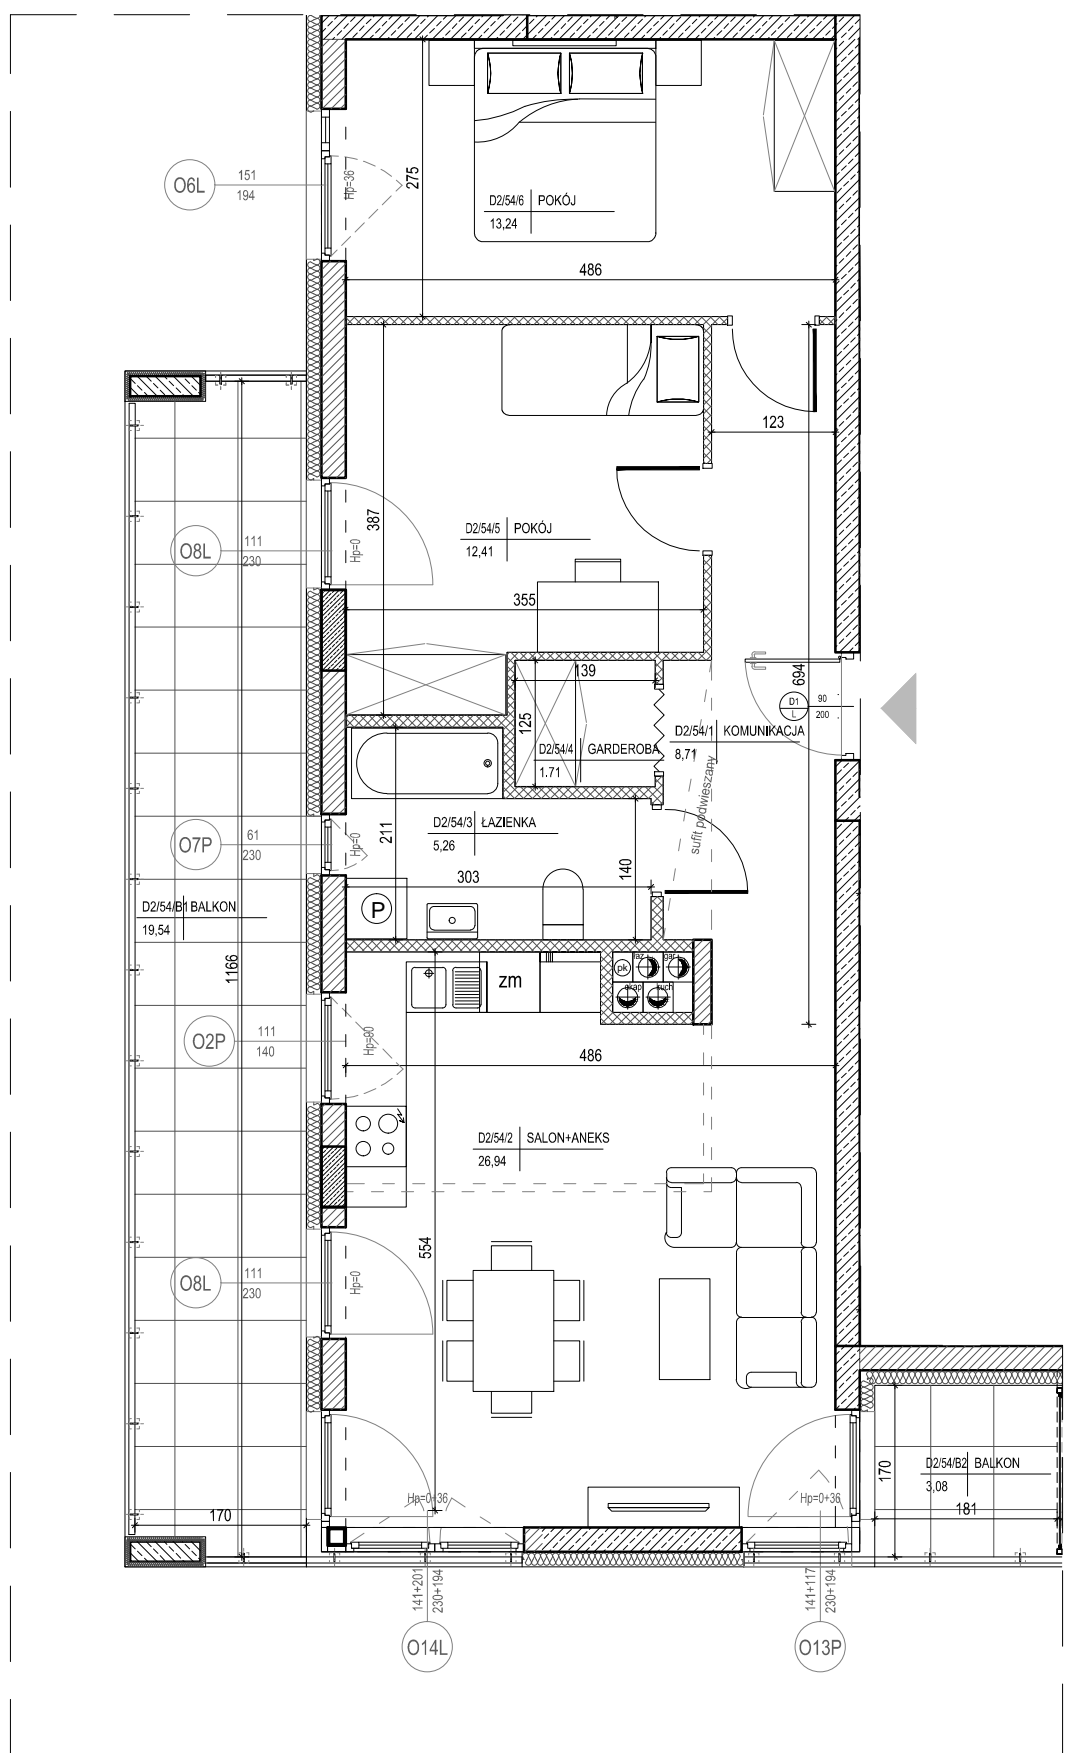 O6L
151
194
Hp=36
275
D2/54/6 POKÓJ
13,24
486
123
387
O8L
111
230
Hp=0
D2/54/5 POKÓJ
12,41
355
694
139
125
D1
L
90
200
D2/54/1 KOMUNIKACJA
8,71
D2/54/4 GARDEROBA
1.71
sufit podwieszany
O7P
61
230
Hp=0
211
D2/54/3 ŁAZIENKA
5,26
140
303
P
D2/54/B1 BALKON
19,54
1166
zm
pk
łaz
gar
okap
kuch
O2P
111
140
Hp=90
486
D2/54/2 SALON+ANEKS
26,94
554
O8L
111
230
Hp=0
170
Hp=0+36
Hp=0+36
170
D2/54/B2 BALKON
3,08
181
141+201
230+194
O14L
141+117
230+194
O13P